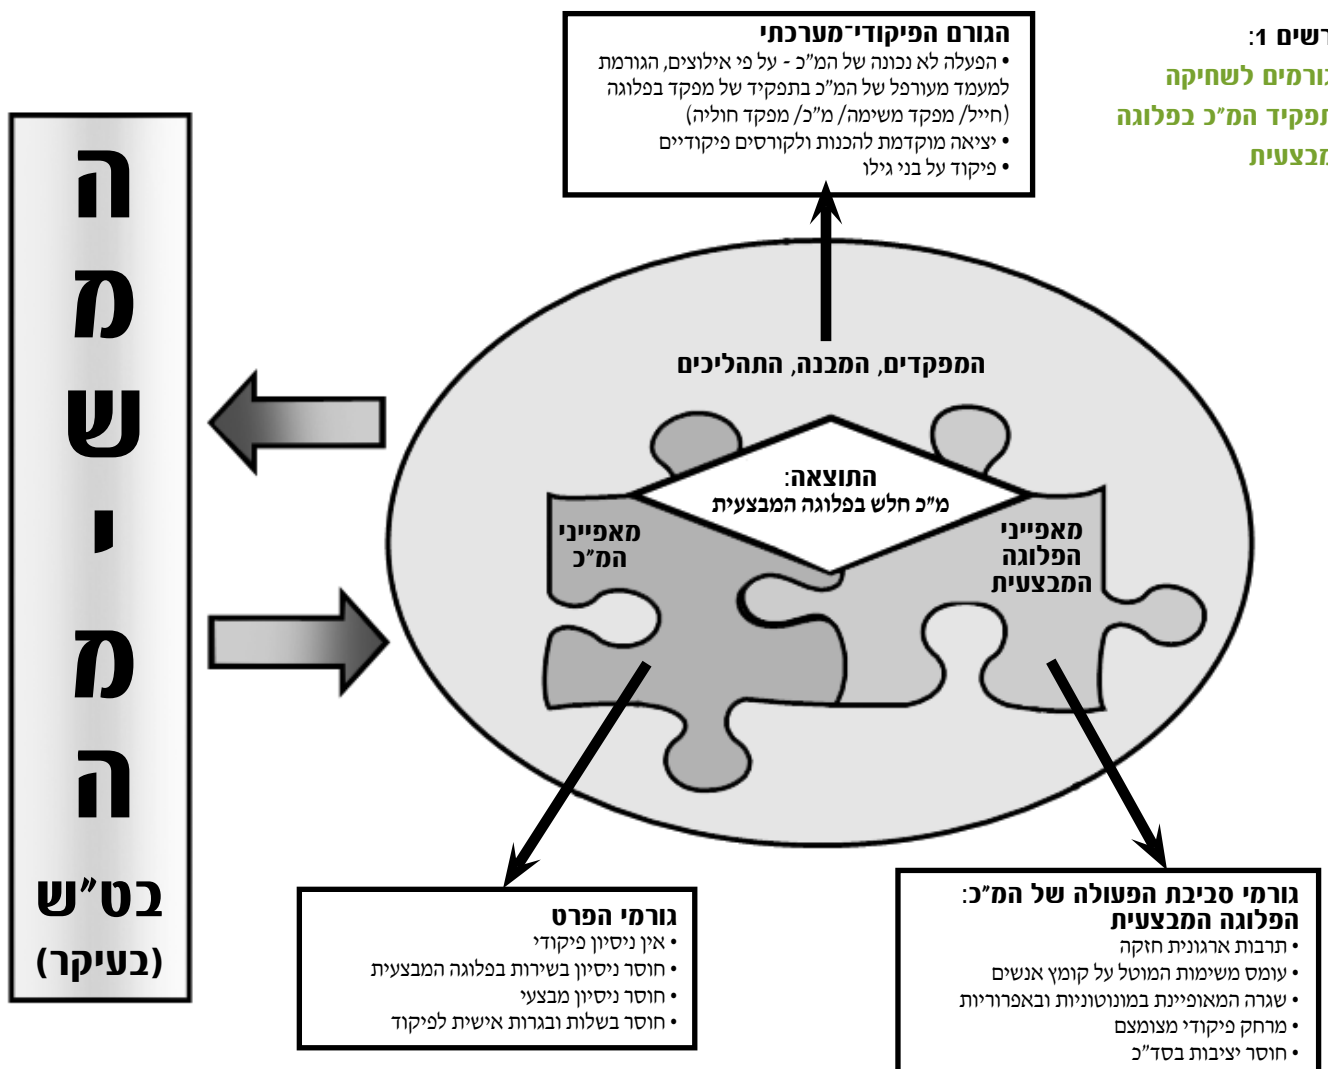 רשים 1:
גורמים לשחיקה
תפקיד המ"כ בפלוגה
מבצעית
הגורם הפיקודי־מערכתי
• הפעלה לא נכונה של המ"כ - על פי אילוצים, הגורמת
למעמד מעורפל של המ"כ בתפקיד של מפקד בפלוגה
(חייל/ מפקד משימה/ מ"כ/ מפקד חוליה)
• יציאה מוקדמת להכנות ולקורסים פיקודיים
• פיקוד על בני גילו
המפקדים, המבנה, התהליכים
התוצאה:
מ"כ חלש בפלוגה המבצעית
מאפייני
הפלוגה
המבצעית
מאפייני
המ"כ
ה
מ
ש
י
מ
ה
בט"ש
(בעיקר)
גורמי סביבת הפעולה של המ"כ:
הפלוגה המבצעית
• תרבות ארגונית חזקה
• עומס משימות המוטל על קומץ אנשים
• שגרה המאופיינת במונוטוניות ובאפרוריות
• מרחק פיקודי מצומצם
• חוסר יציבות בסד"כ
גורמי הפרט
• אין ניסיון פיקודי
• חוסר ניסיון בשירות בפלוגה המבצעית
• חוסר ניסיון מבצעי
• חוסר בשלות ובגרות אישית לפיקוד